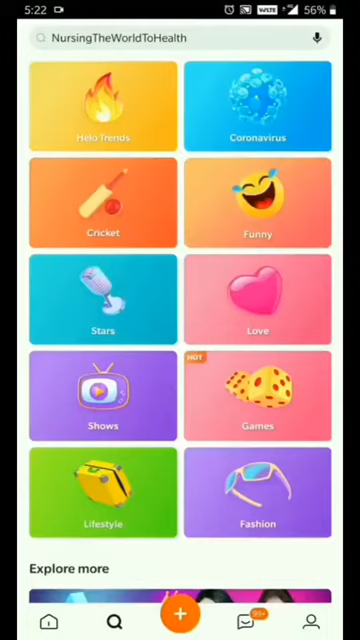 5:22
VoLTE
56%
NursingTheWorldToHealth
Helo Trends
Coronavirus
Cricket
Funny
Stars
Love
Shows
HOT
Games
Lifestyle
Fashion
Explore more
99+